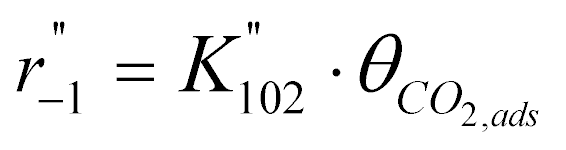 r"₋₁ = K"₁₀₂ · θ_{CO₂,ads}